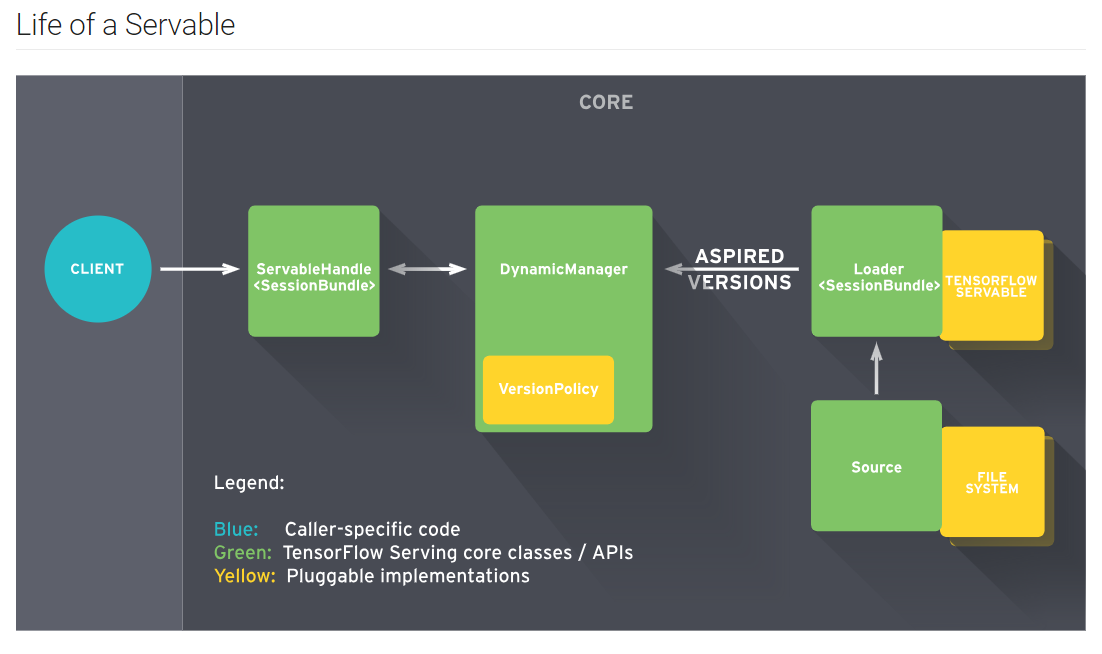 Life of a Servable
CORE
CLIENT
ServableHandle
<SessionBundle>
DynamicManager
VersionPolicy
ASPIRED
VERSIONS
Loader
<SessionBundle>
TENSORFLOW
SERVABLE
Source
FILE
SYSTEM
Legend:
Blue: Caller-specific code
Green: TensorFlow Serving core classes / APIs
Yellow: Pluggable implementations